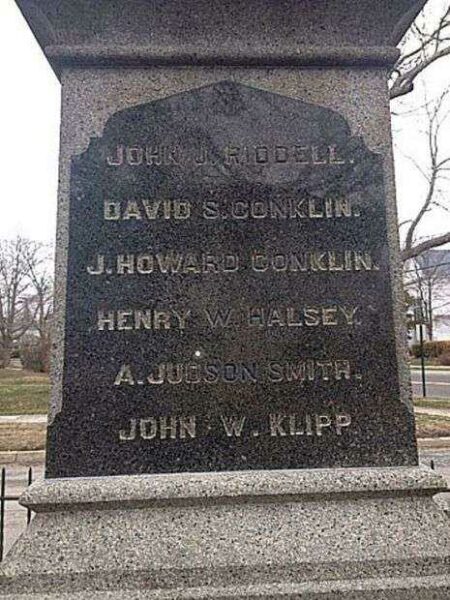 JOHN J. RIDDELL.
DAVID S. CONKLIN.
J. HOWARD CONKLIN.
HENRY W. HALSEY.
A. JUDSON SMITH.
JOHN W. KLIPP